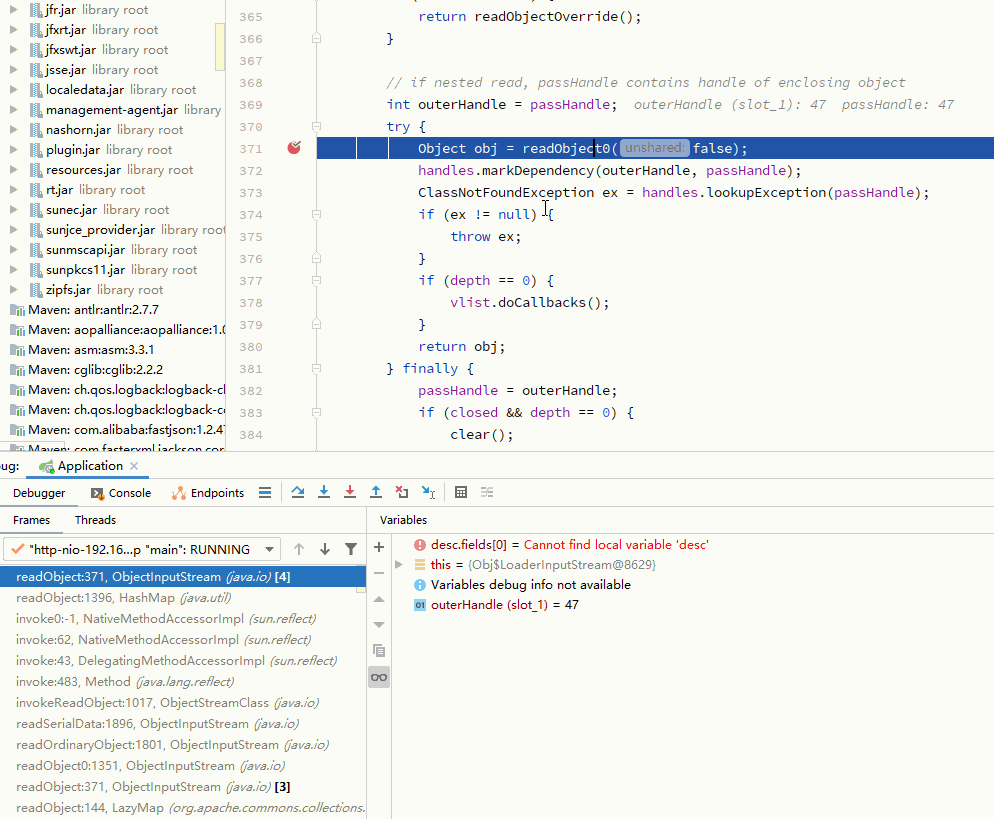 jfr.jar library root
jfxrt.jar library root
jfxswt.jar library root
jsse.jar library root
localedata.jar library root
management-agent.jar library
nashorn.jar library root
plugin.jar library root
resources.jar library root
rt.jar library root
sunec.jar library root
sunjce_provider.jar library root
sunmscapi.jar library root
sunpkcs11.jar library root
zipfs.jar library root
Maven: antlr:antlr:2.7.7
Maven: aopalliance:aopalliance:1.0
Maven: asm:asm:3.3.1
Maven: cglib:cglib:2.2.2
Maven: ch.qos.logback:logback-cl
Maven: ch.qos.logback:logback-co
Maven: com.alibaba:fastjson:1.2.47
Maven: com.fasterxml.jackson.cor
365 return readObjectOverride();
366 }
367
368 // if nested read, passHandle contains handle of enclosing object
369 int outerHandle = passHandle; outerHandle (slot_1): 47 passHandle: 47
370 try {
371 Object obj = readObject0( unshared: false);
372 handles.markDependency(outerHandle, passHandle);
373 ClassNotFoundException ex = handles.lookupException(passHandle);
374 if (ex != null) {
375 throw ex;
376 }
377 if (depth == 0) {
378 vlist.doCallbacks();
379 }
380 return obj;
381 } finally {
382 passHandle = outerHandle;
383 if (closed && depth == 0) {
384 clear();
ug: Application
Debugger Console Endpoints
Frames Threads
"http-nio-192.16...p "main": RUNNING
readObject:371, ObjectInputStream (java.io) [4]
readObject:1396, HashMap (java.util)
invoke0:-1, NativeMethodAccessorImpl (sun.reflect)
invoke:62, NativeMethodAccessorImpl (sun.reflect)
invoke:43, DelegatingMethodAccessorImpl (sun.reflect)
invoke:483, Method (java.lang.reflect)
invokeReadObject:1017, ObjectStreamClass (java.io)
readSerialData:1896, ObjectInputStream (java.io)
readOrdinaryObject:1801, ObjectInputStream (java.io)
readObject0:1351, ObjectInputStream (java.io)
readObject:371, ObjectInputStream (java.io) [3]
readObject:144, LazyMap (org.apache.commons.collections.
Variables
desc.fields[0] = Cannot find local variable 'desc'
this = {Obj$LoaderInputStream@8629}
Variables debug info not available
01 outerHandle (slot_1) = 47